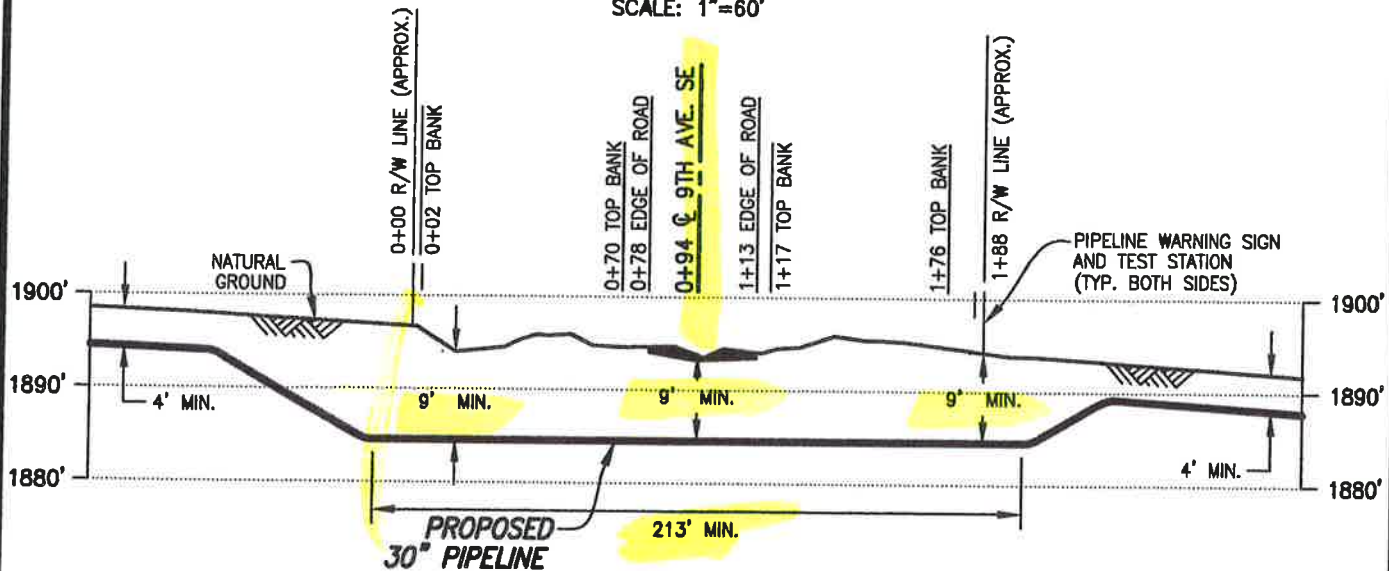 SCALE: 1"=60'
0+00 R/W LINE (APPROX.)
0+02 TOP BANK
0+70 TOP BANK
0+78 EDGE OF ROAD
0+94 ℄ 9TH AVE. SE
1+13 EDGE OF ROAD
1+17 TOP BANK
1+76 TOP BANK
1+88 R/W LINE (APPROX.)
PIPELINE WARNING SIGN
AND TEST STATION
(TYP. BOTH SIDES)
NATURAL
GROUND
1900'
1900'
1890'
4' MIN.
9' MIN.
9' MIN.
9' MIN.
1890'
1880'
4' MIN.
1880'
213' MIN.
PROPOSED
30" PIPELINE